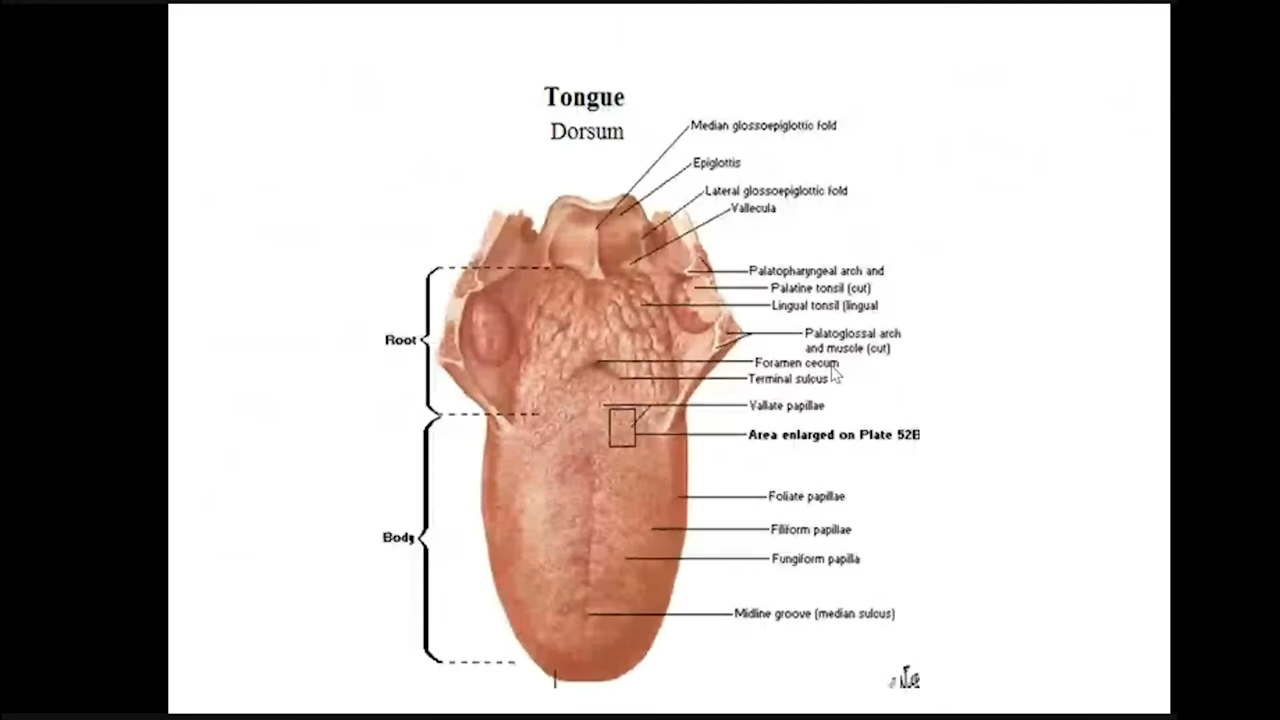 Tongue
Dorsum
Median glossoepiglottic fold
Epiglottis
Lateral glossoepiglottic fold
Vallecula
Palatopharyngeal arch and
Palatine tonsil (cut)
Lingual tonsil (lingual
Root
Palatoglossal arch
and muscle (cut)
Foramen cecum
Terminal sulcus
Vallate papillae
Area enlarged on Plate 52B
Foliate papillae
Filiform papillae
Body
Fungiform papilla
Midline groove (median sulcus)